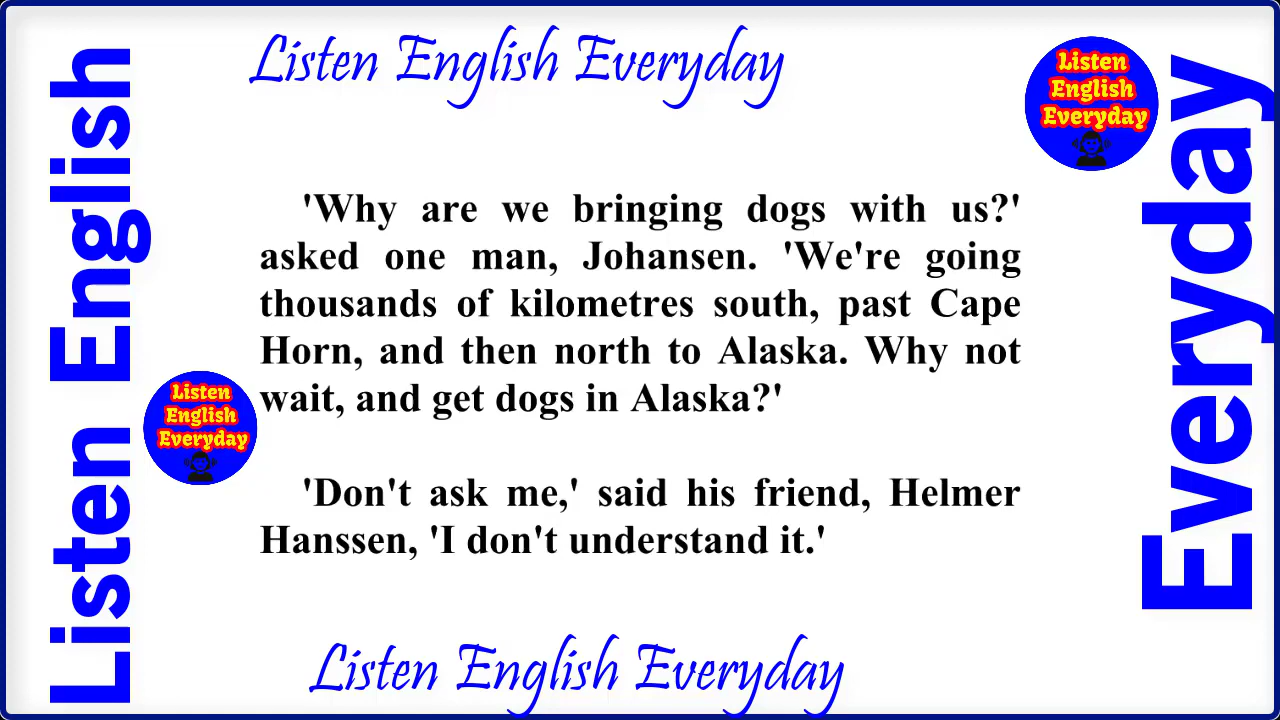 Listen English Everyday
Listen
English
Everyday
Listen English
Everyday
'Why are we bringing dogs with us?'
asked one man, Johansen. 'We're going
thousands of kilometres south, past Cape
Horn, and then north to Alaska. Why not
wait, and get dogs in Alaska?'
Listen
English
Everyday
'Don't ask me,' said his friend, Helmer
Hanssen, 'I don't understand it.'
Listen English Everyday